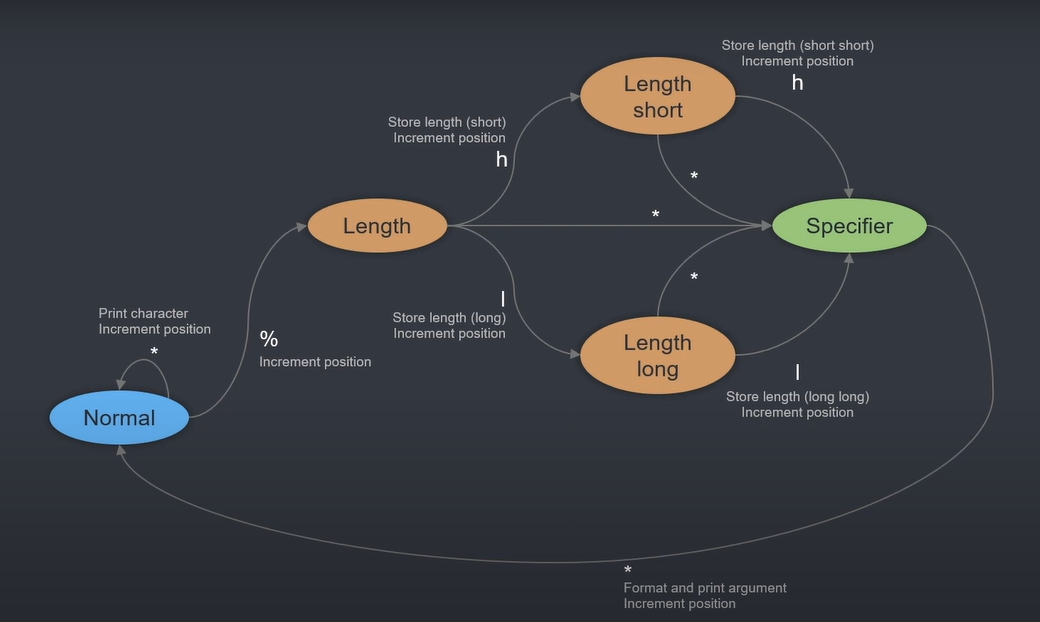 Store length (short short)
Increment position
h
Length
short
Store length (short)
Increment position
h
*
*
Length
Specifier
*
l
Store length (long)
Increment position
Length
long
l
Store length (long long)
Increment position
Print character
Increment position
*
%
Increment position
Normal
*
Format and print argument
Increment position